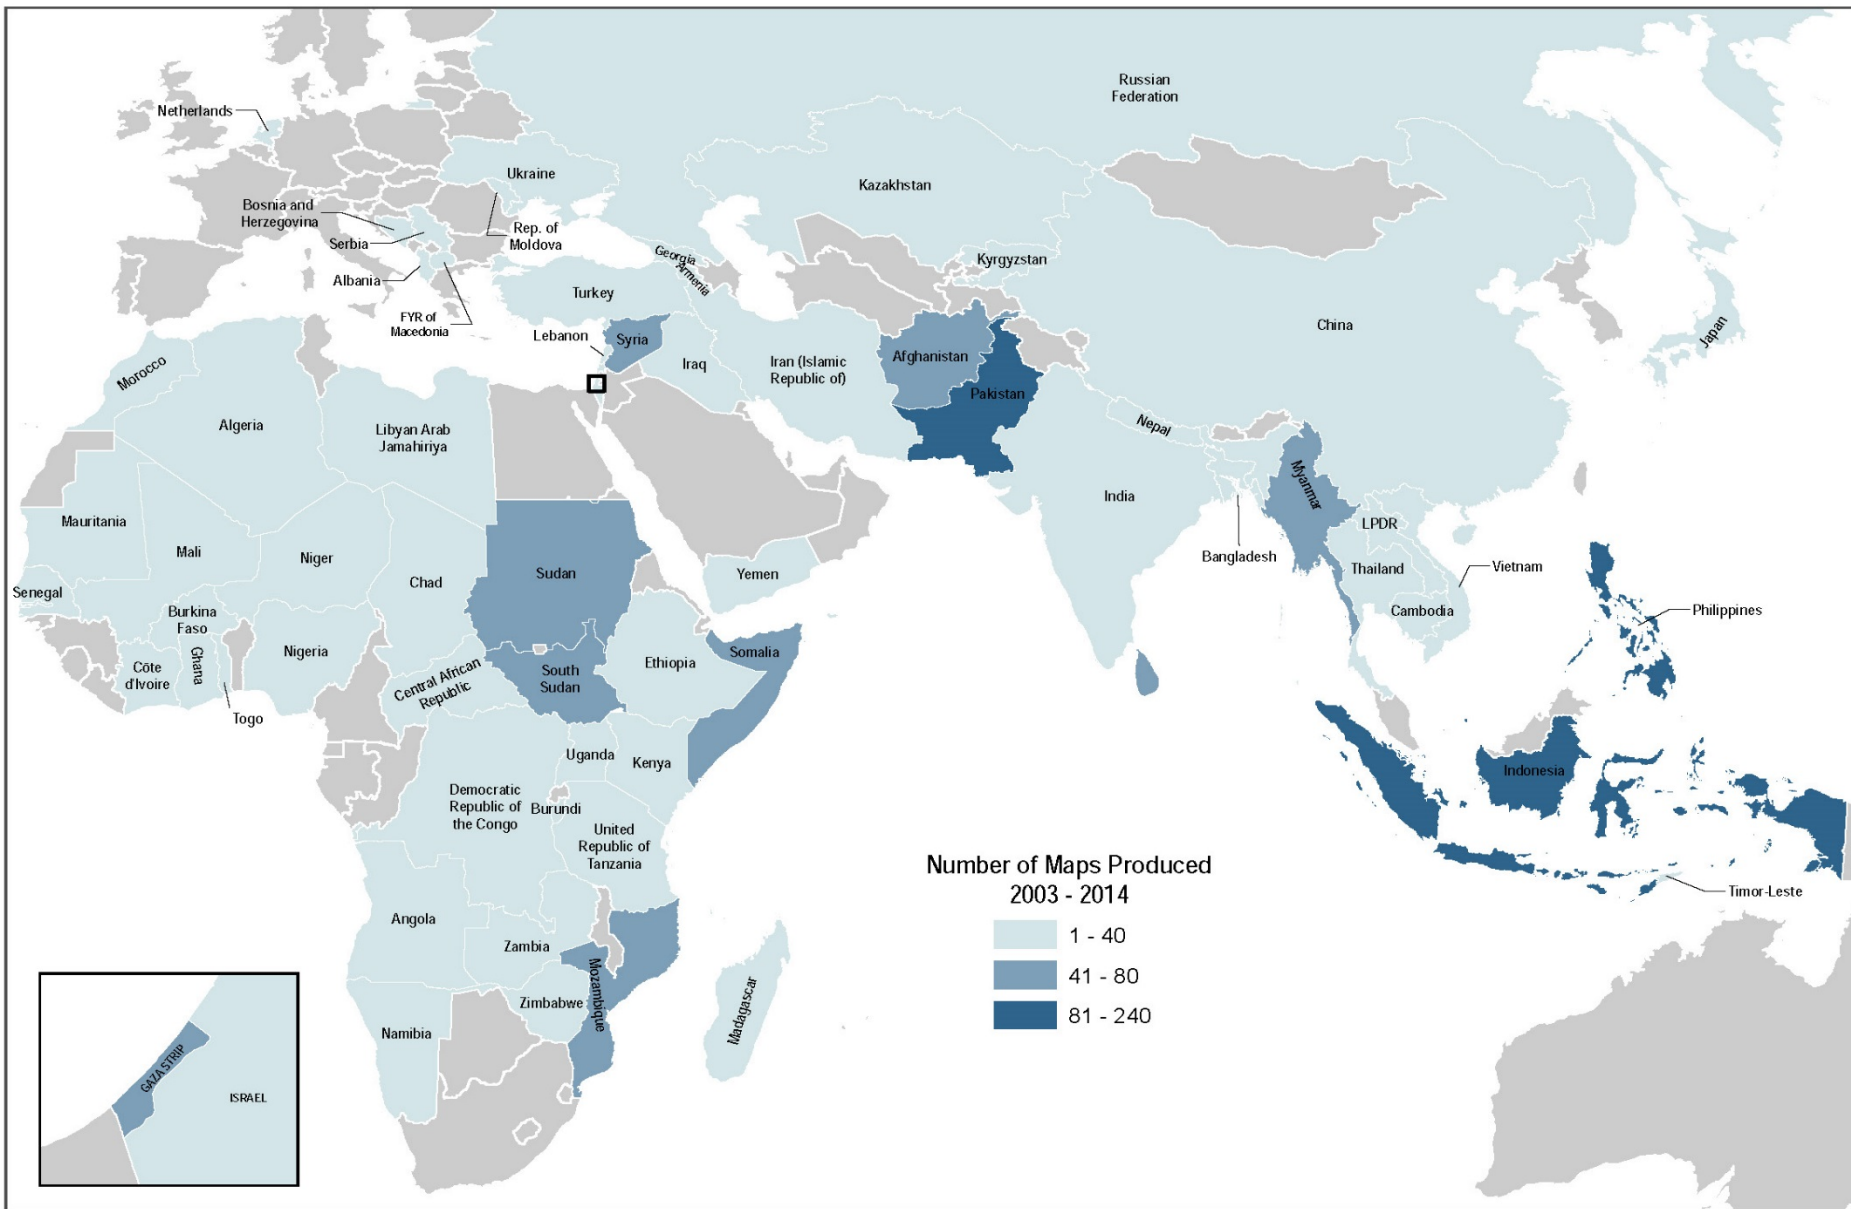 Russian
Federation
Netherlands
Ukraine
Kazakhstan
Bosnia and
Herzegovina
Serbia
Rep. of
Moldova
Albania
Georgia
Armenia
Kyrgyzstan
Turkey
FYR of
Macedonia
China
Japan
Lebanon
Syria
Iraq
Iran (Islamic
Republic of)
Afghanistan
Pakistan
Morocco
Algeria
Libyan Arab
Jamahiriya
Nepal
India
Myanmar
Bangladesh
LPDR
Thailand
Vietnam
Cambodia
Philippines
Mauritania
Mali
Niger
Chad
Sudan
Yemen
Senegal
Burkina
Faso
Nigeria
Côte
d'Ivoire
Ghana
Togo
Central African
Republic
South
Sudan
Ethiopia
Somalia
Uganda
Kenya
Democratic
Republic of
the Congo
Burundi
United
Republic of
Tanzania
Indonesia
Timor-Leste
Angola
Zambia
Mozambique
Zimbabwe
Namibia
Madagascar
Number of Maps Produced
2003 - 2014
1 - 40
41 - 80
81 - 240
GAZA STRIP
ISRAEL